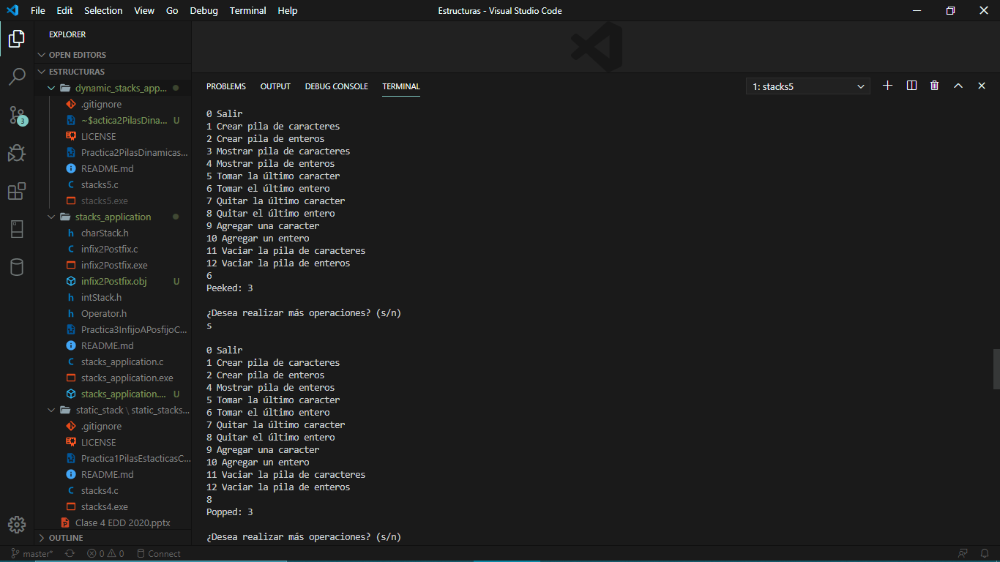 File Edit Selection View Go Debug Terminal Help
Estructuras - Visual Studio Code
EXPLORER
OPEN EDITORS
ESTRUCTURAS
dynamic_stacks_app...
.gitignore
~$actica2PilasDina... U
LICENSE
Practica2PilasDinamicas...
README.md
stacks5.c
stacks5.exe
stacks_application
charStack.h
infix2Postfix.c
infix2Postfix.exe
infix2Postfix.obj U
intStack.h
Operator.h
Practica3InfijoAPosfijoC...
README.md
stacks_application.c
stacks_application.exe
stacks_application.... U
static_stack \ static_stacks...
.gitignore
LICENSE
Practica1PilasEstacticasC...
README.md
stacks4.c
stacks4.exe
Clase 4 EDD 2020.pptx
OUTLINE
3
PROBLEMS OUTPUT DEBUG CONSOLE TERMINAL
1: stacks5
0 Salir
1 Crear pila de caracteres
2 Crear pila de enteros
3 Mostrar pila de caracteres
4 Mostrar pila de enteros
5 Tomar la último caracter
6 Tomar el último entero
7 Quitar la último caracter
8 Quitar el último entero
9 Agregar una caracter
10 Agregar un entero
11 Vaciar la pila de caracteres
12 Vaciar la pila de enteros
6
Peeked: 3
¿Desea realizar más operaciones? (s/n)
s
0 Salir
1 Crear pila de caracteres
2 Crear pila de enteros
4 Mostrar pila de enteros
5 Tomar la último caracter
6 Tomar el último entero
7 Quitar la último caracter
8 Quitar el último entero
9 Agregar una caracter
10 Agregar un entero
11 Vaciar la pila de caracteres
12 Vaciar la pila de enteros
8
Popped: 3
¿Desea realizar más operaciones? (s/n)
master* 0 0 Connect